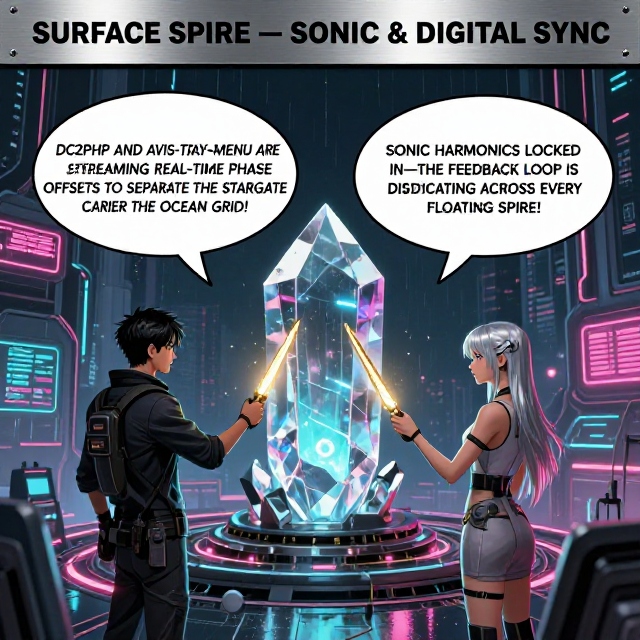 SURFACE SPIRE — SONIC & DIGITAL SYNC
DC2PHP AND AVIS-TAY-MENU ARE
STREAMING REAL-TIME PHASE
OFFSETS TO SEPARATE THE STARGATE
CARIER THE OCEAN GRID!
SONIC HARMONICS LOCKED
IN—THE FEEDBACK LOOP IS
DISDICATING ACROSS EVERY
FLOATING SPIRE!